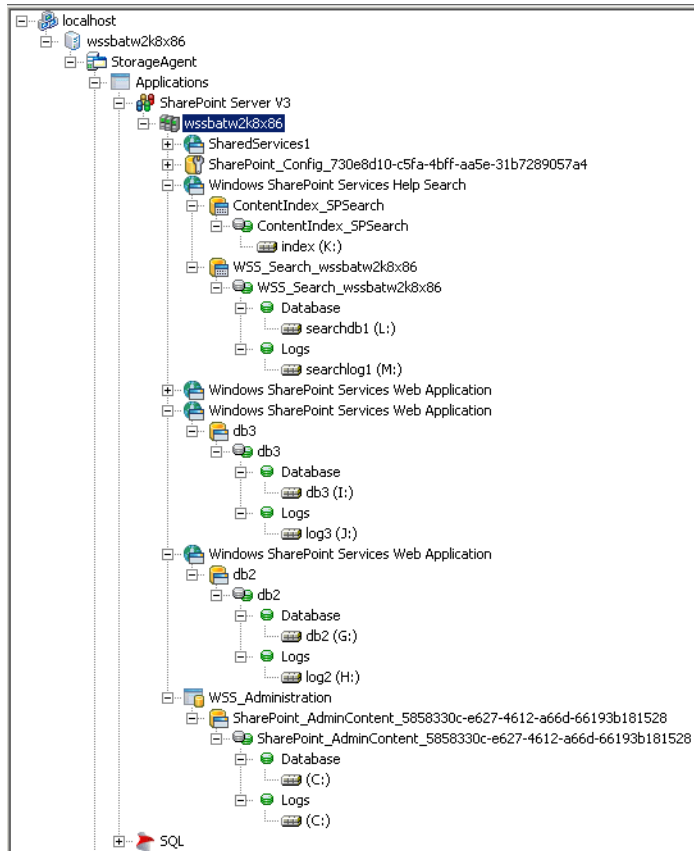 localhost
wssbatw2k8x86
StorageAgent
Applications
SharePoint Server V3
wssbatw2k8x86
SharedServices1
SharePoint_Config_730e8d10-c5fa-4bff-aa5e-31b7289057a4
Windows SharePoint Services Help Search
ContentIndex_SPSearch
ContentIndex_SPSearch
index (K:)
WSS_Search_wssbatw2k8x86
WSS_Search_wssbatw2k8x86
Database
searchdb1 (L:)
Logs
searchlog1 (M:)
Windows SharePoint Services Web Application
Windows SharePoint Services Web Application
db3
db3
Database
db3 (I:)
Logs
log3 (J:)
Windows SharePoint Services Web Application
db2
db2
Database
db2 (G:)
Logs
log2 (H:)
WSS_Administration
SharePoint_AdminContent_5858330c-e627-4612-a66d-66193b181528
SharePoint_AdminContent_5858330c-e627-4612-a66d-66193b181528
Database
(C:)
Logs
(C:)
SQL